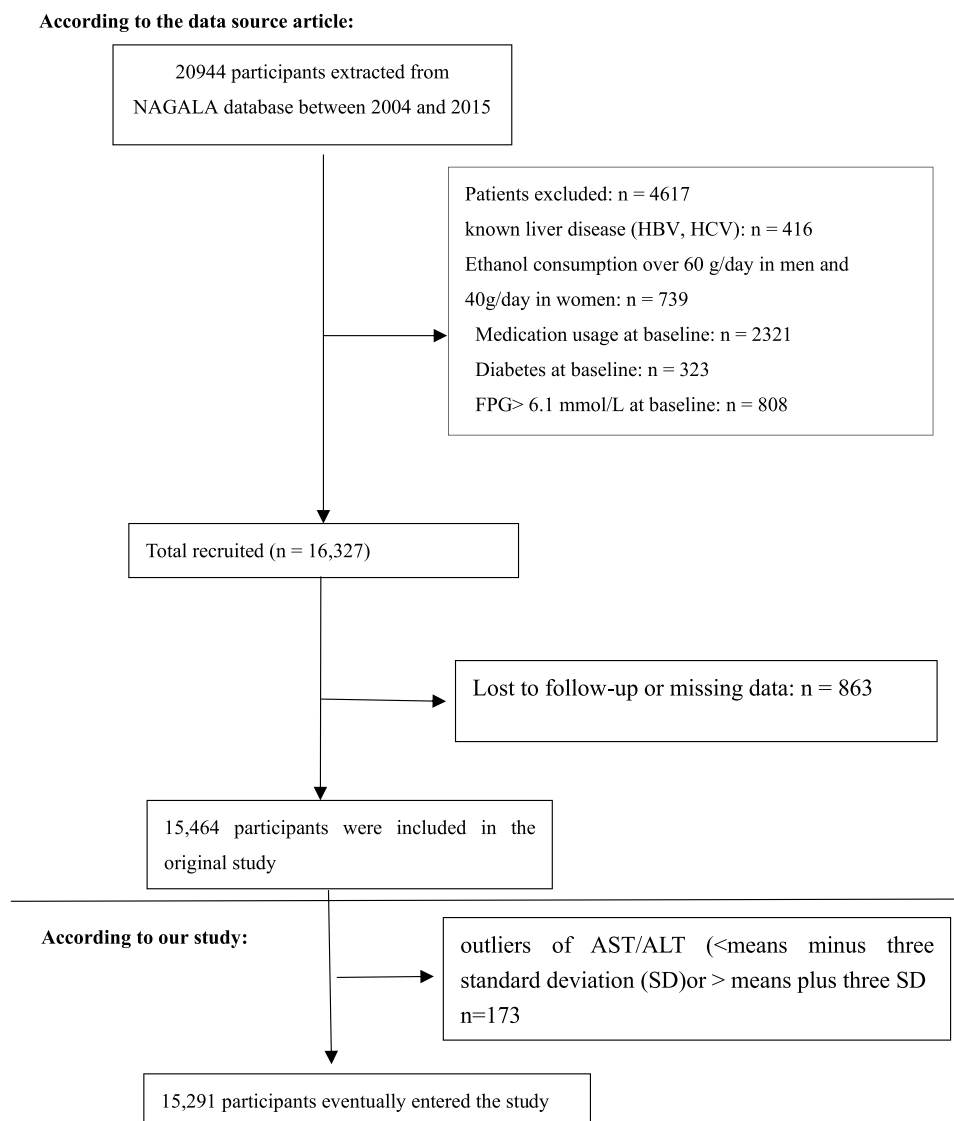 According to the data source article:
20944 participants extracted from
NAGALA database between 2004 and 2015
Patients excluded: n = 4617
known liver disease (HBV, HCV): n = 416
Ethanol consumption over 60 g/day in men and
40g/day in women: n = 739
Medication usage at baseline: n = 2321
Diabetes at baseline: n = 323
FPG> 6.1 mmol/L at baseline: n = 808
Total recruited (n = 16,327)
Lost to follow-up or missing data: n = 863
15,464 participants were included in the
original study
According to our study:
outliers of AST/ALT (<means minus three
standard deviation (SD)or > means plus three SD
n=173
15,291 participants eventually entered the study